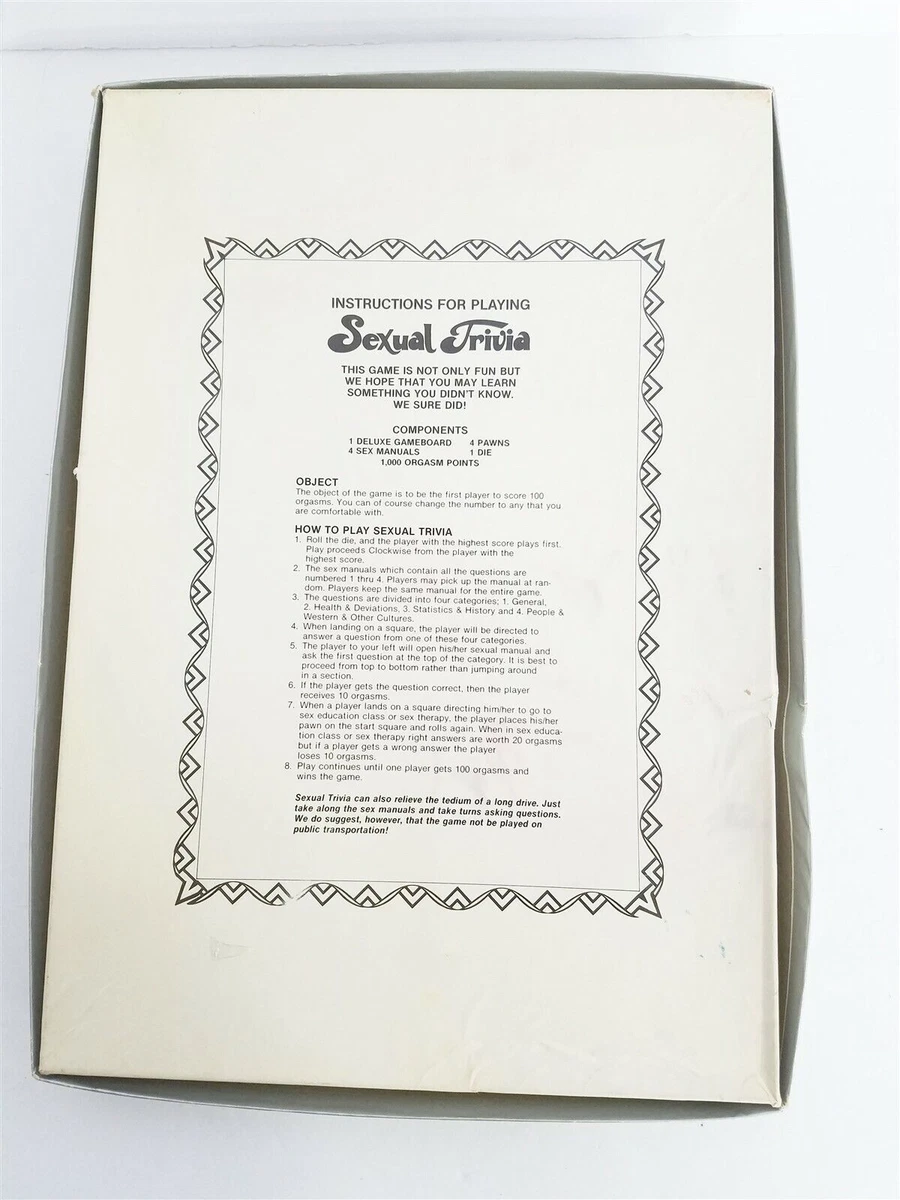 INSTRUCTIONS FOR PLAYING
Sexual Trivia
THIS GAME IS NOT ONLY FUN BUT
WE HOPE THAT YOU MAY LEARN
SOMETHING YOU DIDN'T KNOW.
WE SURE DID!
COMPONENTS
1 DELUXE GAMEBOARD 4 PAWNS
4 SEX MANUALS 1 DIE
1,000 ORGASM POINTS
OBJECT
The object of the game is to be the first player to score 100
orgasms. You can of course change the number to any that you
are comfortable with.
HOW TO PLAY SEXUAL TRIVIA
1. Roll the die, and the player with the highest score plays first.
Play proceeds Clockwise from the player with the
highest score.
2. The sex manuals which contain all the questions are
numbered 1 thru 4. Players may pick up the manual at ran-
dom. Players keep the same manual for the entire game.
3. The questions are divided into four categories; 1. General,
2. Health & Deviations, 3. Statistics & History and 4. People &
Western & Other Cultures.
4. When landing on a square, the player will be directed to
answer a question from one of these four categories.
5. The player to your left will open his/her sexual manual and
ask the first question at the top of the category. It is best to
proceed from top to bottom rather than jumping around
in a section.
6. If the player gets the question correct, then the player
receives 10 orgasms.
7. When a player lands on a square directing him/her to go to
sex education class or sex therapy, the player places his/her
pawn on the start square and rolls again. When in sex educa-
tion class or sex therapy right answers are worth 20 orgasms
but if a player gets a wrong answer the player
loses 10 orgasms.
8. Play continues until one player gets 100 orgasms and
wins the game.
Sexual Trivia can also relieve the tedium of a long drive. Just
take along the sex manuals and take turns asking questions.
We do suggest, however, that the game not be played on
public transportation!